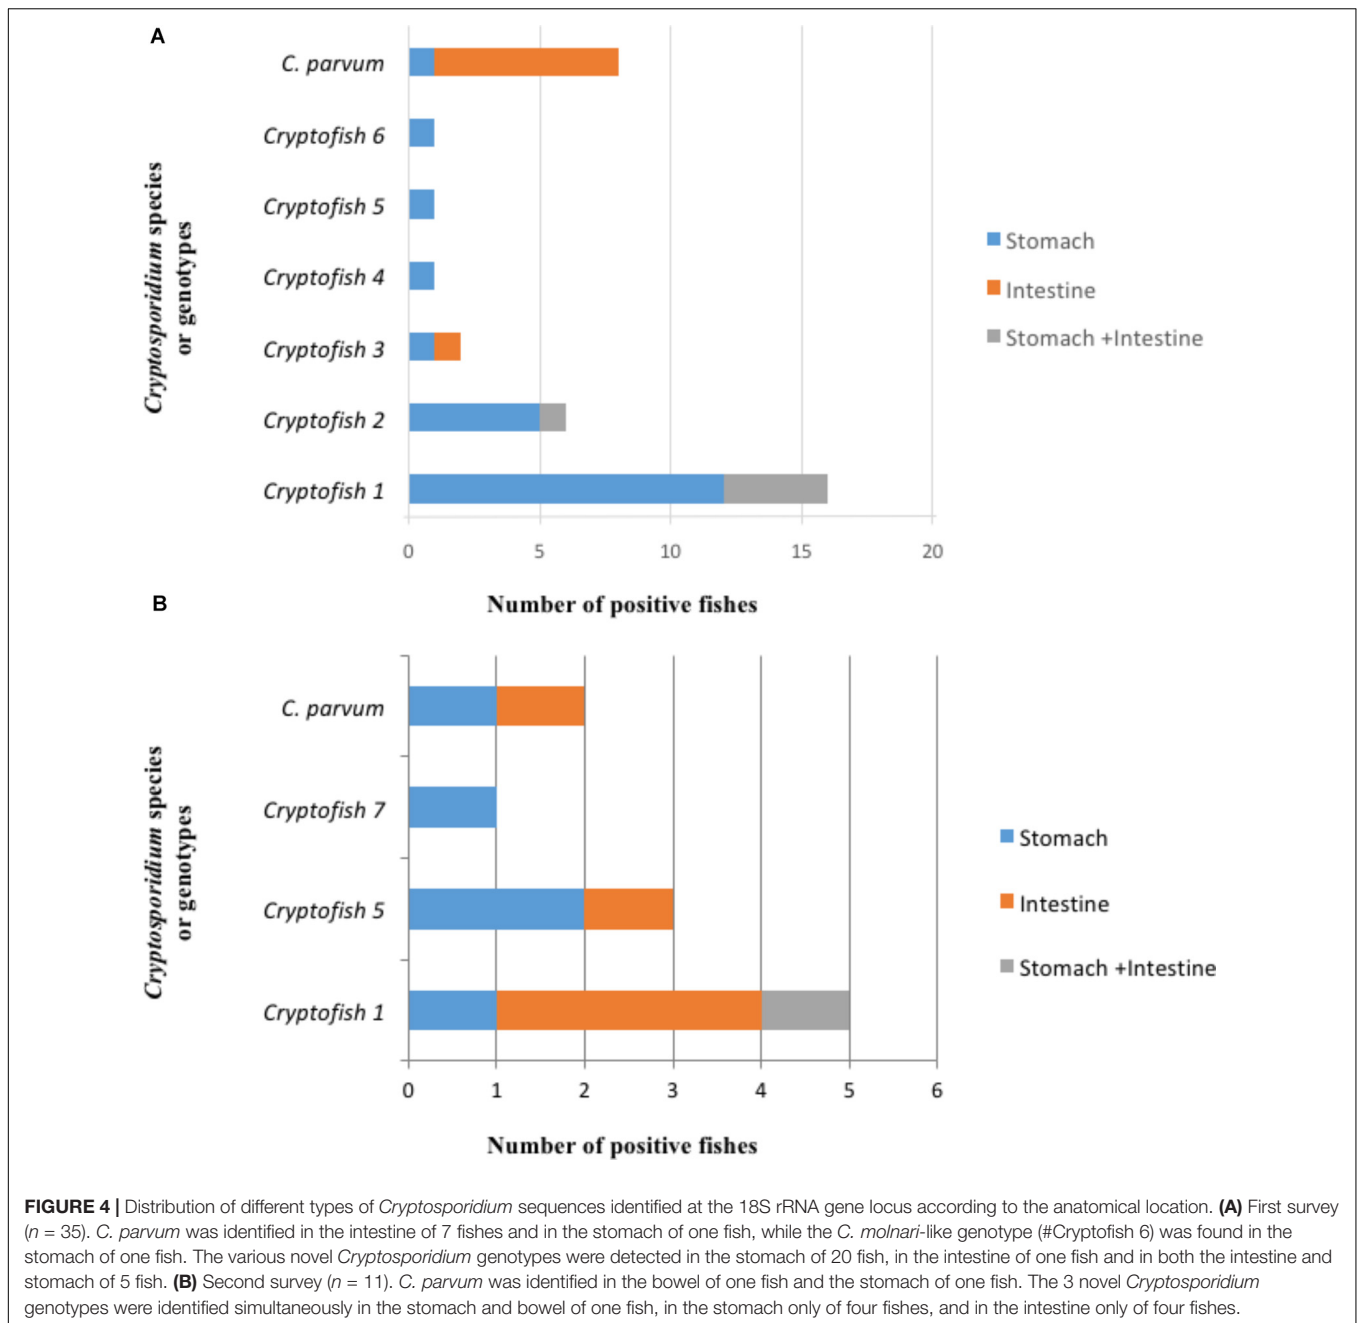 A
C. parvum
Cryptofish 6
Cryptofish 5
Cryptofish 4
Cryptofish 3
Cryptofish 2
Cryptofish 1
Cryptosporidium species
or genotypes
0 5 10 15 20
Number of positive fishes
Stomach
Intestine
Stomach +Intestine
B
C. parvum
Cryptofish 7
Cryptofish 5
Cryptofish 1
Cryptosporidium species
or genotypes
0 1 2 3 4 5 6
Number of positive fishes
Stomach
Intestine
Stomach +Intestine
FIGURE 4 | Distribution of different types of Cryptosporidium sequences identified at the 18S rRNA gene locus according to the anatomical location. (A) First survey
(n = 35). C. parvum was identified in the intestine of 7 fishes and in the stomach of one fish, while the C. molnari-like genotype (#Cryptofish 6) was found in the
stomach of one fish. The various novel Cryptosporidium genotypes were detected in the stomach of 20 fish, in the intestine of one fish and in both the intestine and
stomach of 5 fish. (B) Second survey (n = 11). C. parvum was identified in the bowel of one fish and the stomach of one fish. The 3 novel Cryptosporidium
genotypes were identified simultaneously in the stomach and bowel of one fish, in the stomach only of four fishes, and in the intestine only of four fishes.